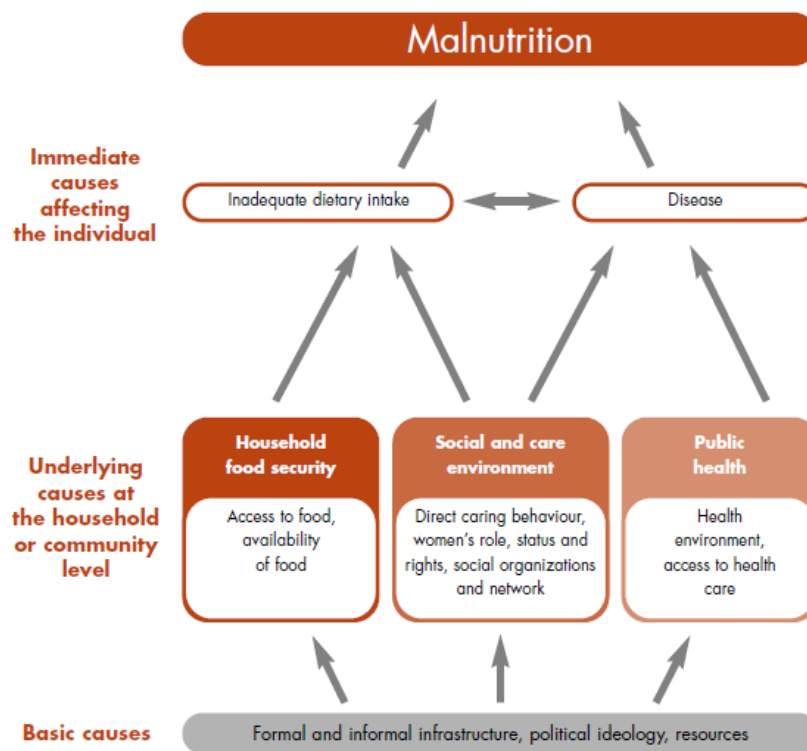 Malnutrition
Immediate
causes
affecting
the individual
Inadequate dietary intake
Disease
Underlying
causes at
the household
or community
level
Household
food security
Access to food,
availability
of food
Social and care
environment
Direct caring behaviour,
women's role, status and
rights, social organizations
and network
Public
health
Health
environment,
access to health
care
Basic causes
Formal and informal infrastructure, political ideology, resources